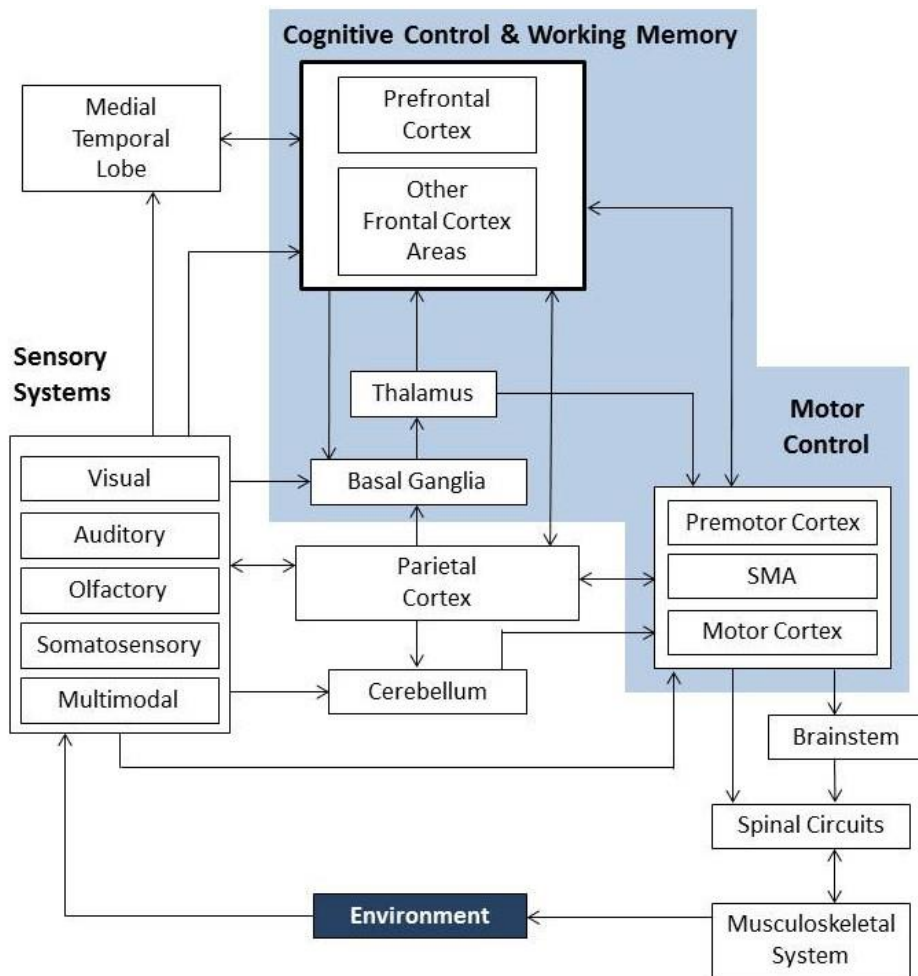 Cognitive Control & Working Memory
Medial
Temporal
Lobe
Prefrontal
Cortex
Other
Frontal Cortex
Areas
Sensory
Systems
Thalamus
Motor
Control
Visual
Auditory
Olfactory
Somatosensory
Multimodal
Basal Ganglia
Parietal
Cortex
Cerebellum
Premotor Cortex
SMA
Motor Cortex
Brainstem
Spinal Circuits
Environment
Musculoskeletal
System